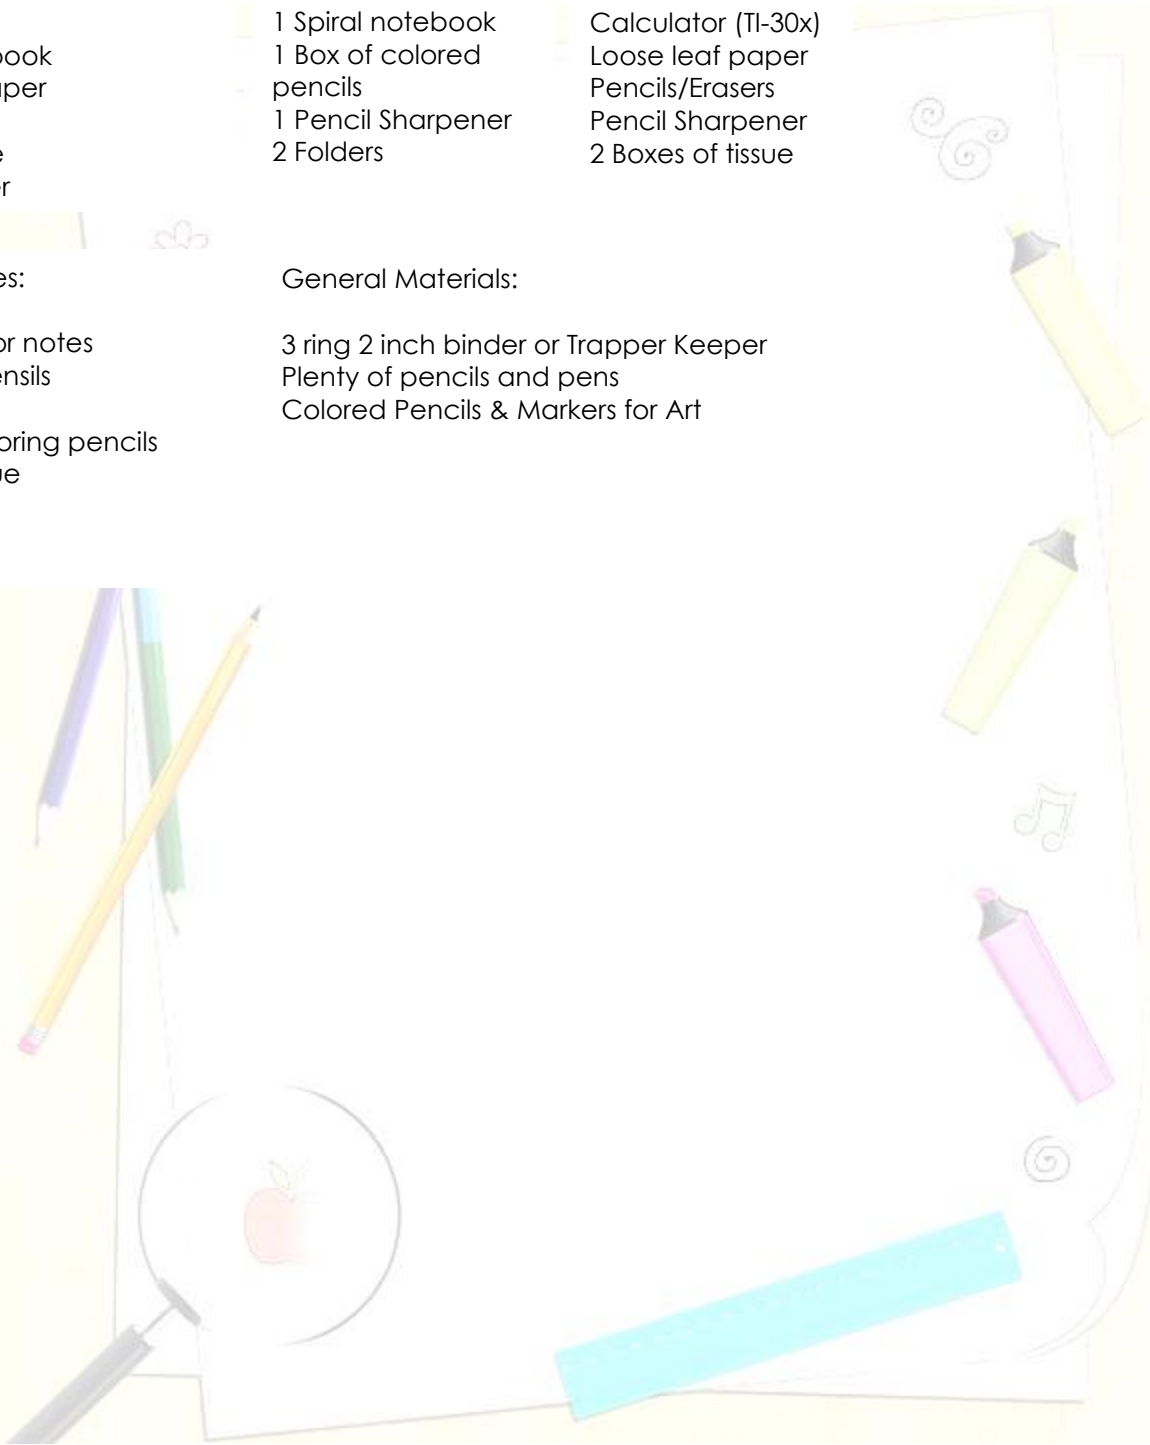 1 Spiral notebook
1 Box of colored
pencils
1 Pencil Sharpener
2 Folders
Calculator (TI-30x)
Loose leaf paper
Pencils/Erasers
Pencil Sharpener
2 Boxes of tissue
notes
pencils
General Materials:
3 ring 2 inch binder or Trapper Keeper
Plenty of pencils and pens
Colored Pencils & Markers for Art